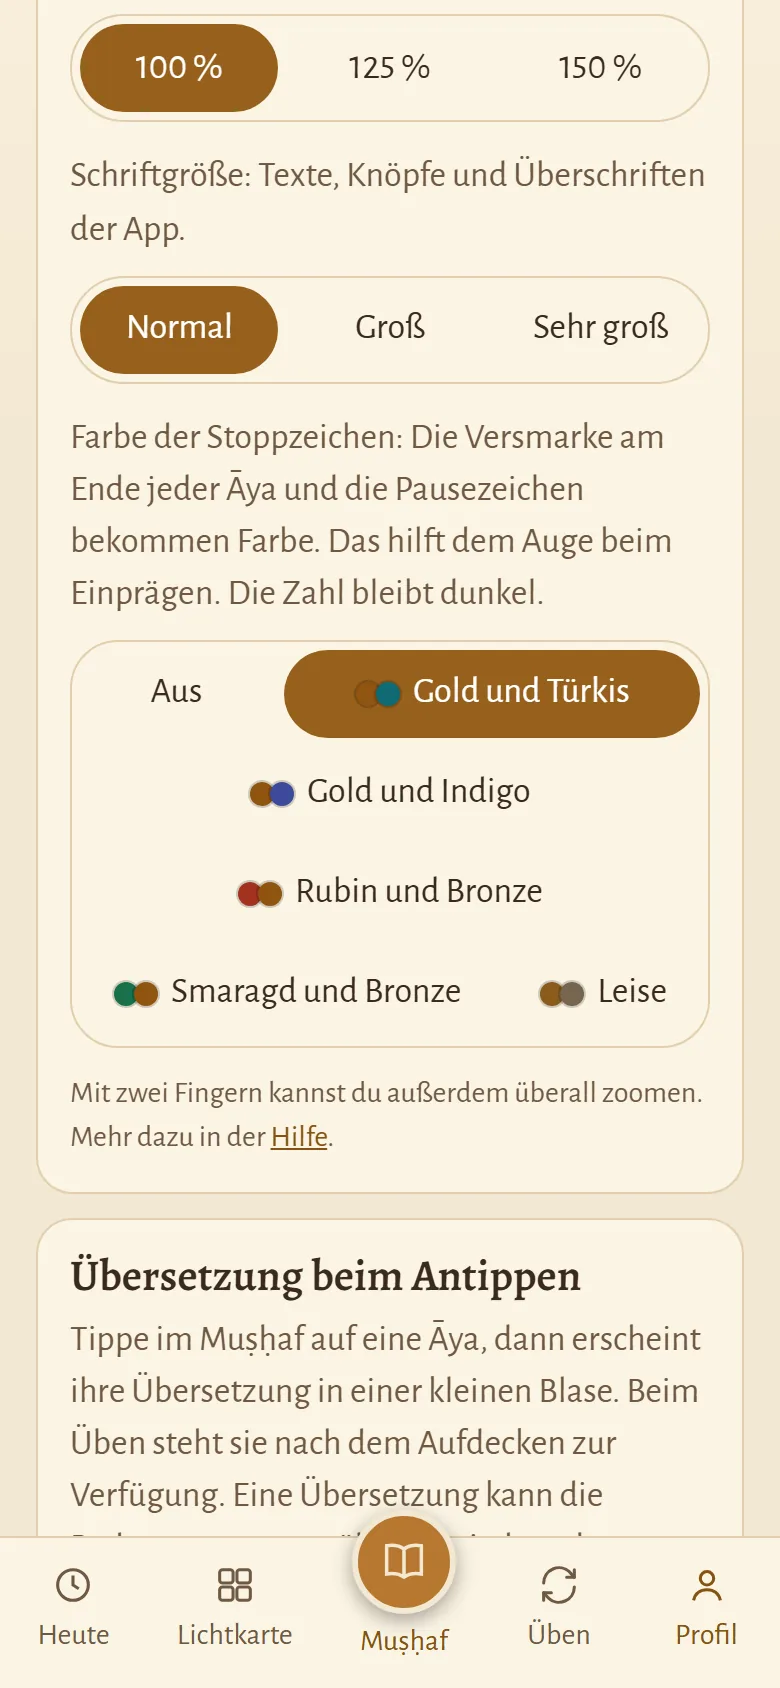 100 % 125 % 150 %
Schriftgröße: Texte, Knöpfe und Überschriften
der App.
Normal Groß Sehr groß
Farbe der Stoppzeichen: Die Versmarke am
Ende jeder Āya und die Pausezeichen
bekommen Farbe. Das hilft dem Auge beim
Einprägen. Die Zahl bleibt dunkel.
Aus Gold und Türkis
Gold und Indigo
Rubin und Bronze
Smaragd und Bronze Leise
Mit zwei Fingern kannst du außerdem überall zoomen.
Mehr dazu in der Hilfe.
Übersetzung beim Antippen
Tippe im Muṣḥaf auf eine Āya, dann erscheint
ihre Übersetzung in einer kleinen Blase. Beim
Üben steht sie nach dem Aufdecken zur
Verfügung. Eine Übersetzung kann die
Heute Lichtkarte Muṣḥaf Üben Profil